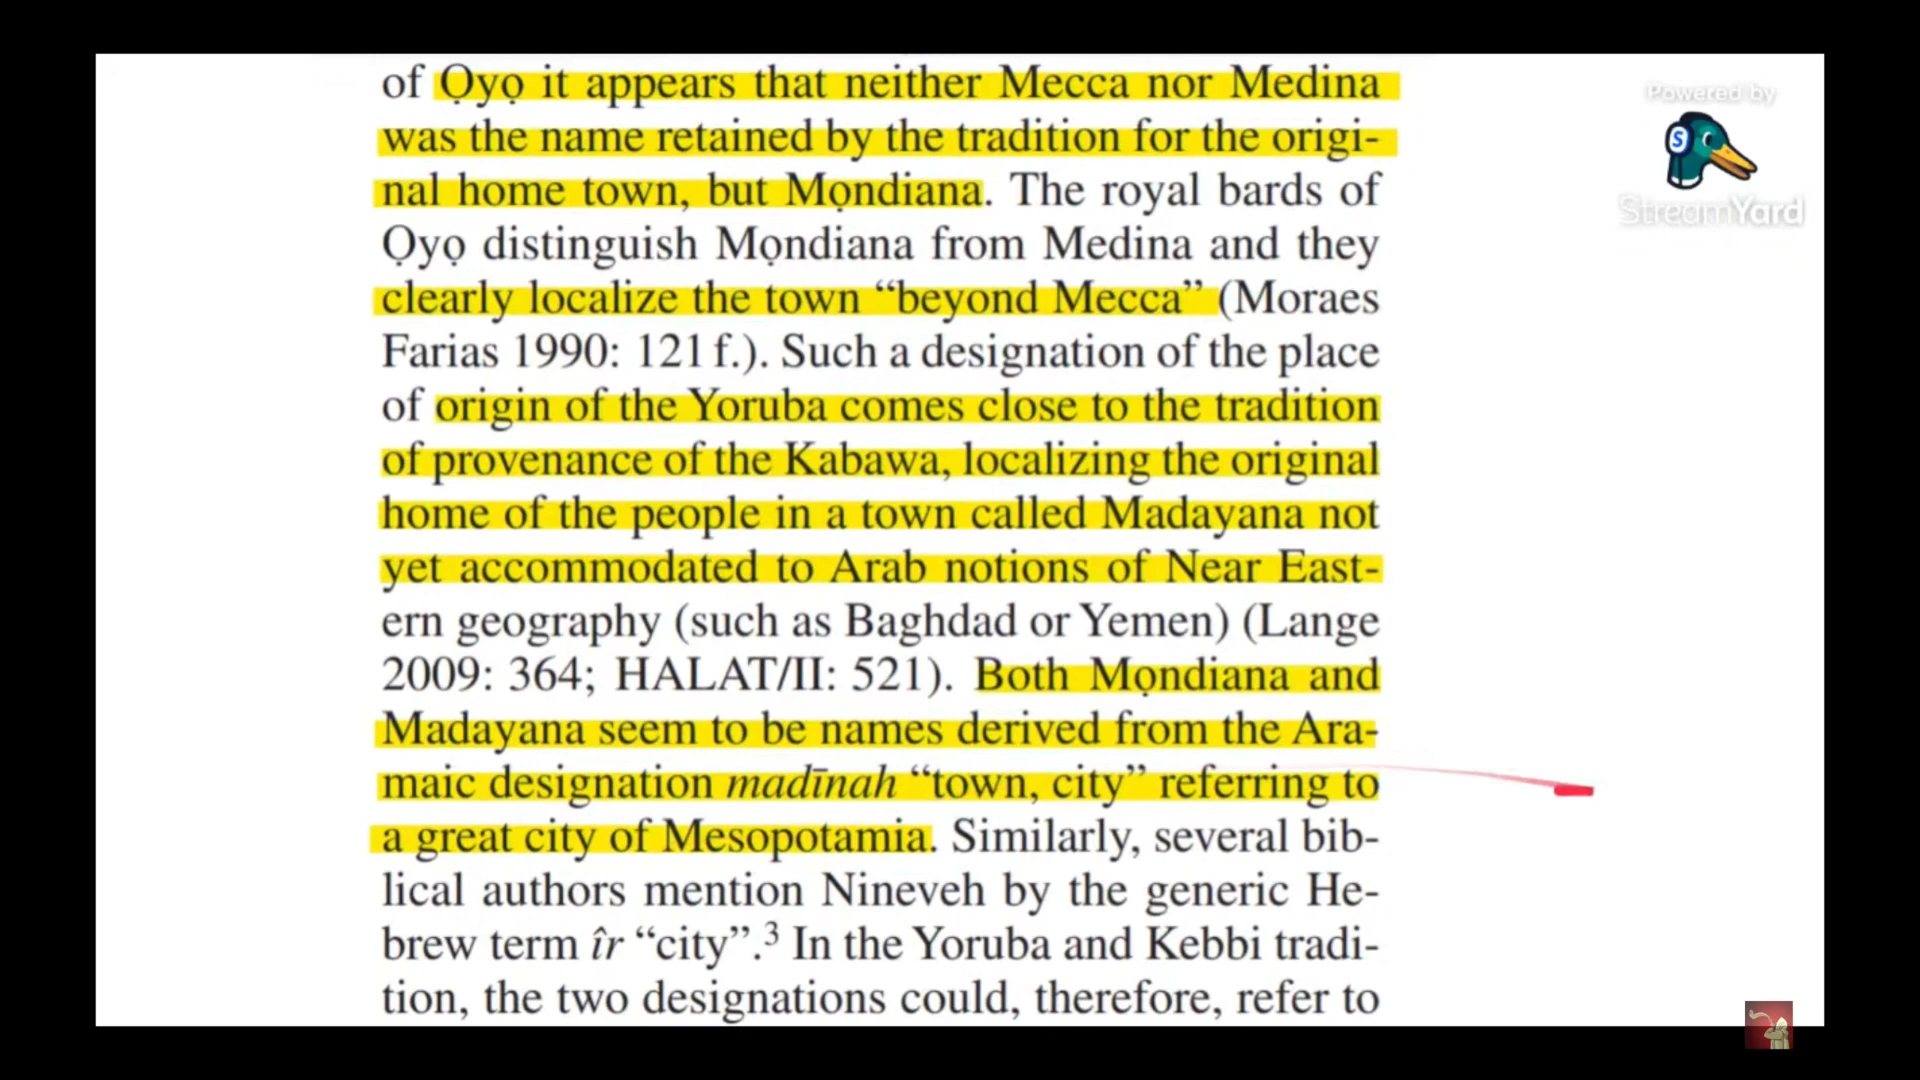 of Ọyọ it appears that neither Mecca nor Medina
was the name retained by the tradition for the origi-
nal home town, but Mọndiana. The royal bards of
Ọyọ distinguish Mọndiana from Medina and they
clearly localize the town “beyond Mecca” (Moraes
Farias 1990: 121 f.). Such a designation of the place
of origin of the Yoruba comes close to the tradition
of provenance of the Kabawa, localizing the original
home of the people in a town called Madayana not
yet accommodated to Arab notions of Near East-
ern geography (such as Baghdad or Yemen) (Lange
2009: 364; HALAT/II: 521). Both Mọndiana and
Madayana seem to be names derived from the Ara-
maic designation madīnah “town, city” referring to
a great city of Mesopotamia. Similarly, several bib-
lical authors mention Nineveh by the generic He-
brew term îr “city”.3 In the Yoruba and Kebbi tradi-
tion, the two designations could, therefore, refer to
Powered by
S
StreamYard